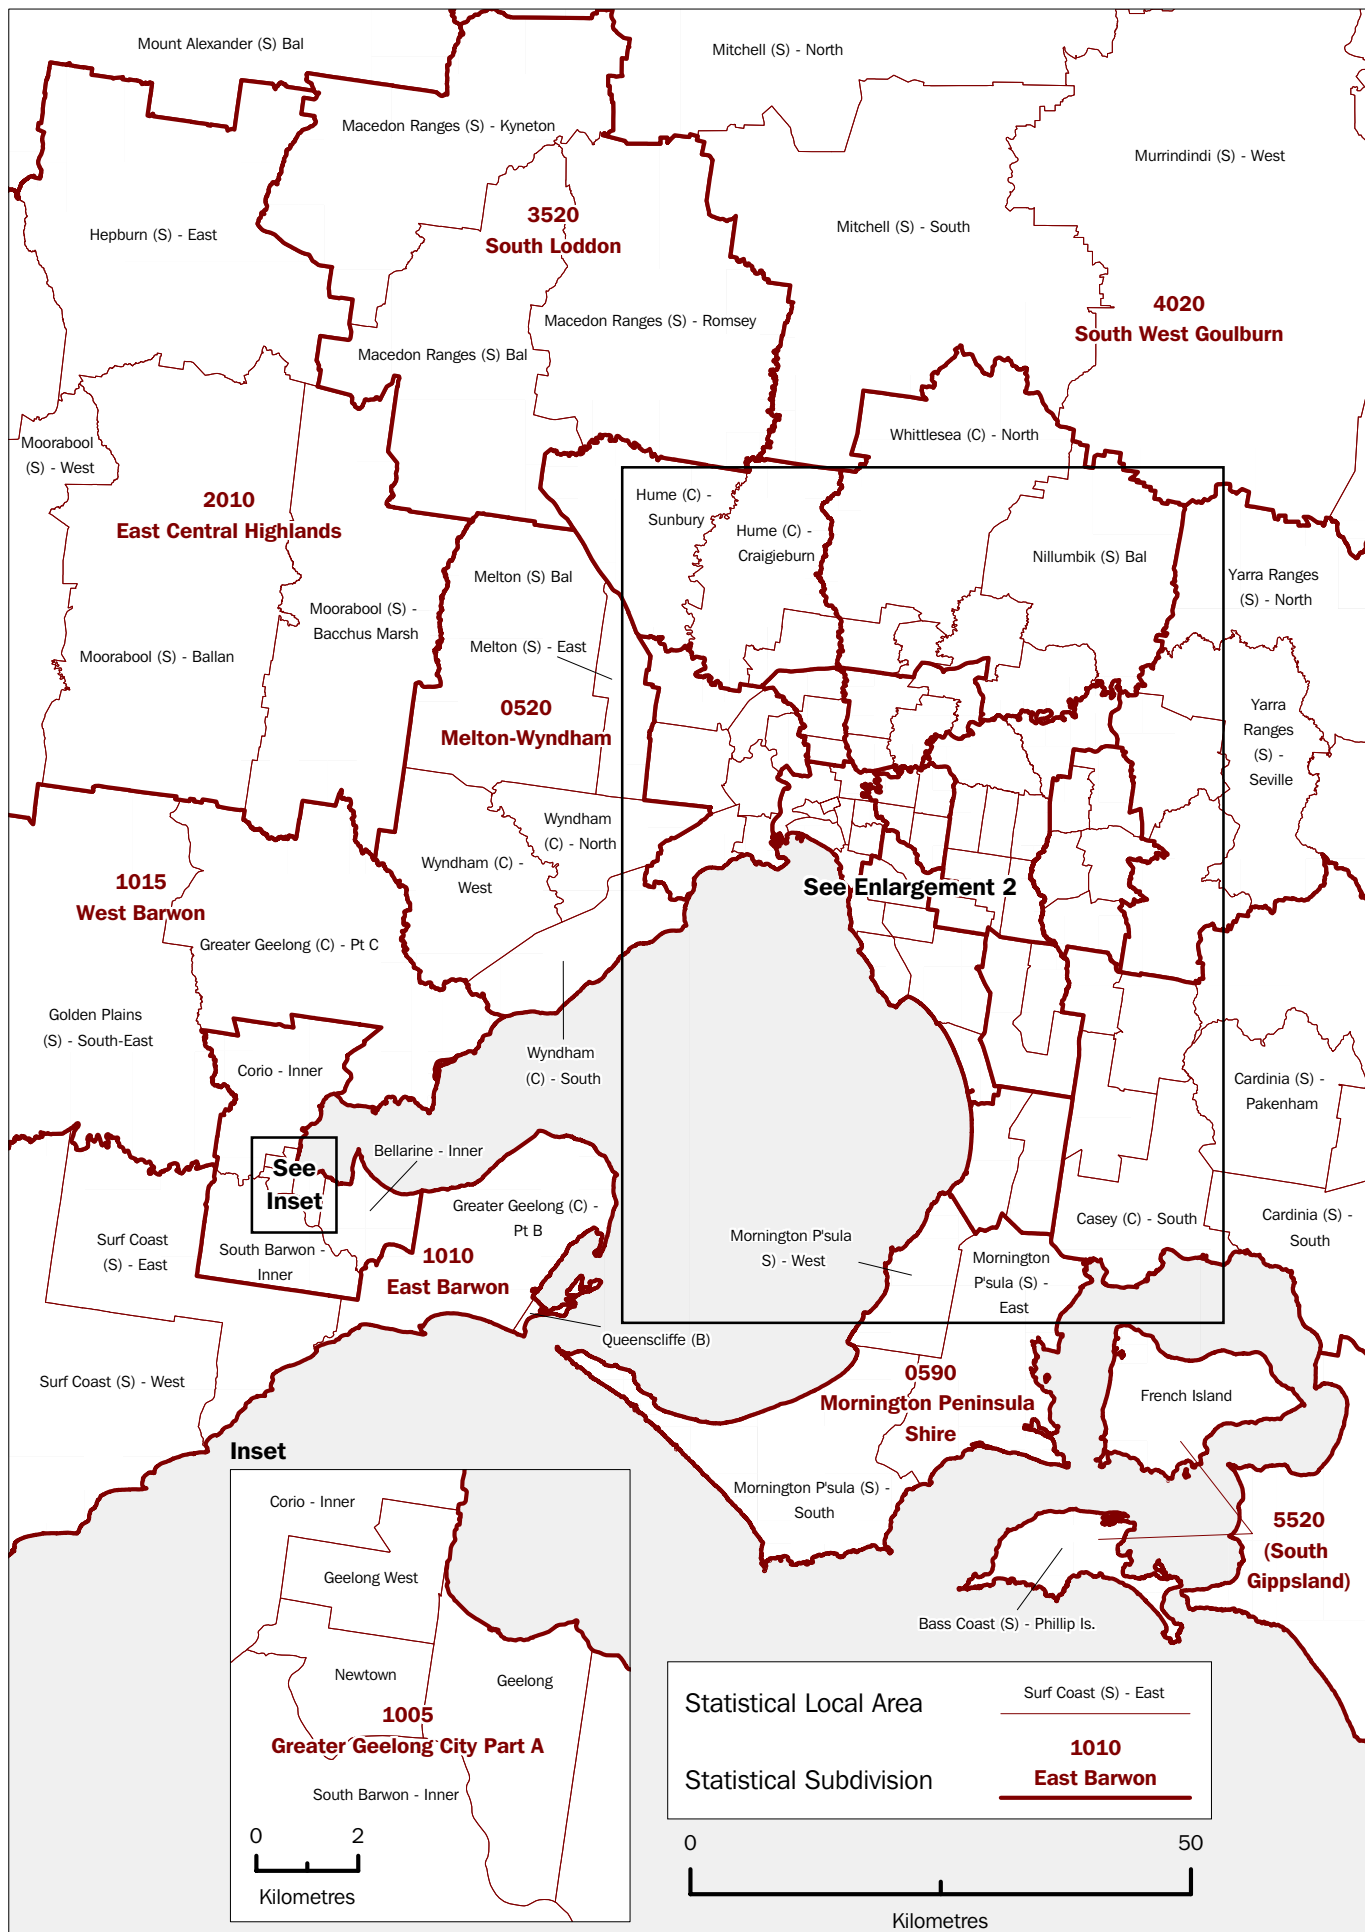 Mount Alexander (S) Bal
Mitchell (S) - North
Macedon Ranges (S) - Kyneton
Murrindindi (S) - West
3520
South Loddon
Hepburn (S) - East
Mitchell (S) - South
4020
South West Goulburn
Macedon Ranges (S) - Romsey
Macedon Ranges (S) Bal
Moorabool
(S) - West
Whittlesea (C) - North
2010
East Central Highlands
Hume (C) -
Sunbury
Hume (C) -
Craigieburn
Nillumbik (S) Bal
Melton (S) Bal
Yarra Ranges
(S) - North
Moorabool (S) -
Bacchus Marsh
Melton (S) - East
Moorabool (S) - Ballan
0520
Melton-Wyndham
Yarra
Ranges
(S) -
Seville
Wyndham
(C) - North
Wyndham (C) -
West
1015
West Barwon
See Enlargement 2
Greater Geelong (C) - Pt C
Golden Plains
(S) - South-East
Wyndham
(C) - South
Corio - Inner
Cardinia (S) -
Pakenham
See
Inset
Bellarine - Inner
Greater Geelong (C) -
Pt B
Casey (C) - South
Cardinia (S) -
South
Surf Coast
(S) - East
South Barwon -
Inner
1010
East Barwon
Mornington P'sula
S) - West
Mornington
P'sula (S) -
East
Queenscliffe (B)
Surf Coast (S) - West
0590
Mornington Peninsula
Shire
French Island
Inset
Mornington P'sula (S) -
South
5520
(South
Gippsland)
Bass Coast (S) - Phillip Is.
Corio - Inner
Geelong West
Newtown
Geelong
1005
Greater Geelong City Part A
South Barwon - Inner
0 2
Kilometres
Statistical Local Area
Surf Coast (S) - East
Statistical Subdivision
1010
East Barwon
0 50
Kilometres